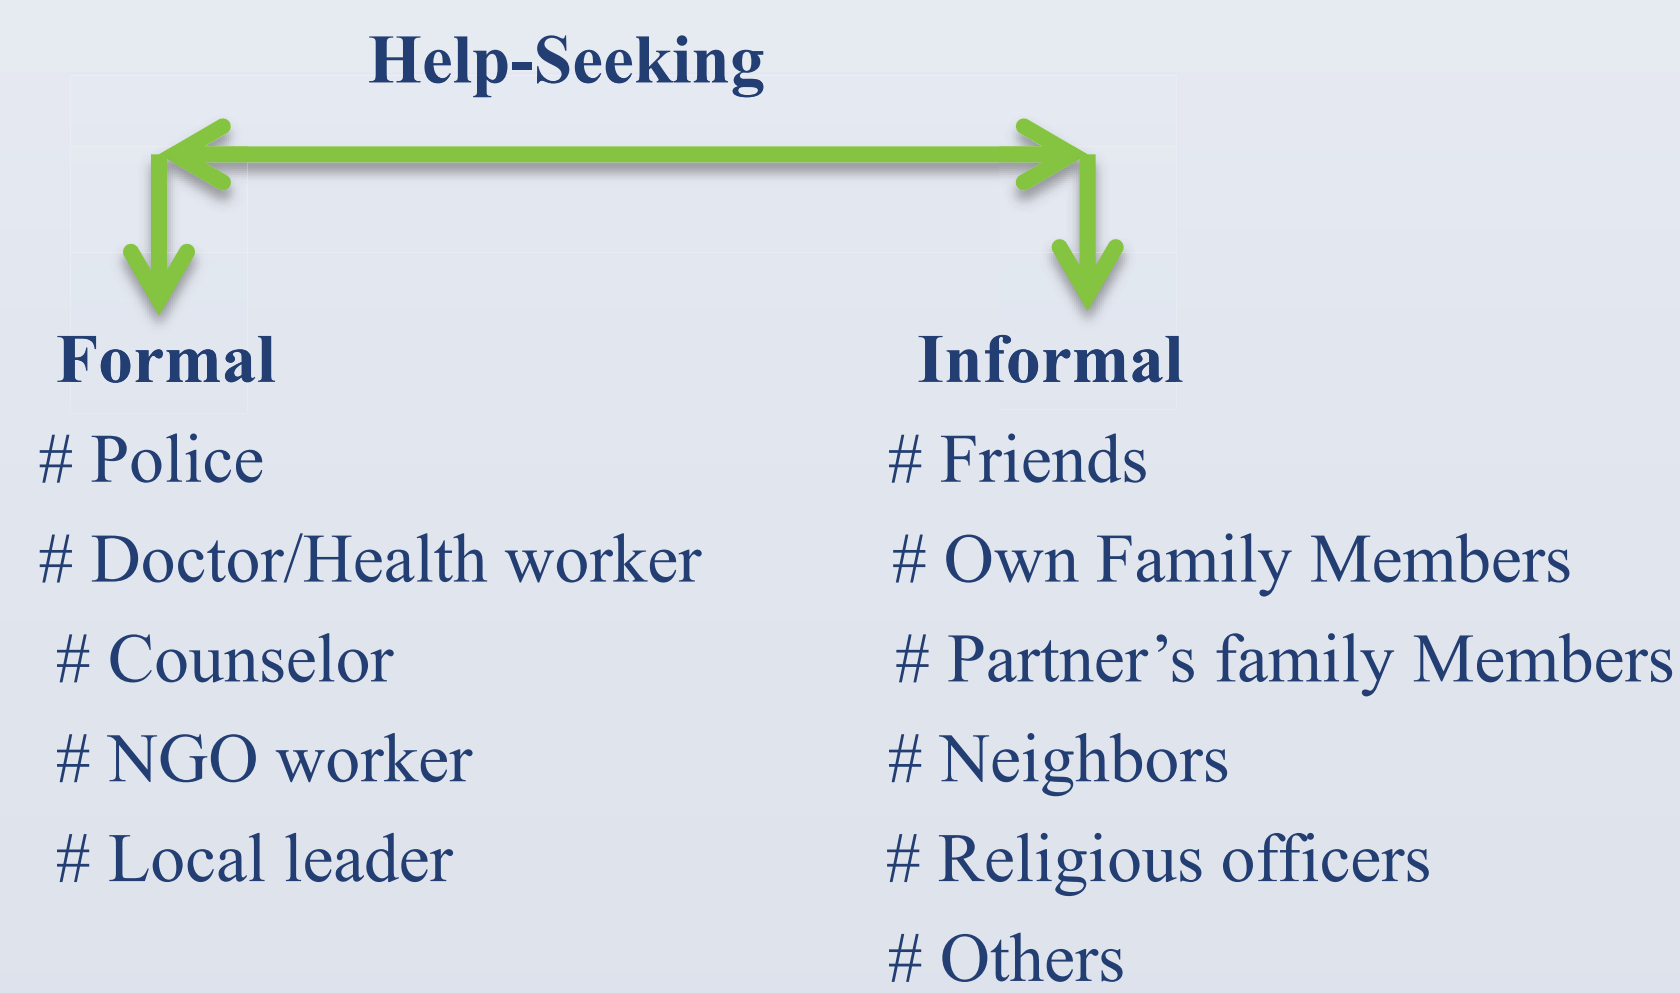 Help-Seeking
Formal
# Police
# Doctor/Health worker
# Counselor
# NGO worker
# Local leader
Informal
# Friends
# Own Family Members
# Partner’s family Members
# Neighbors
# Religious officers
# Others